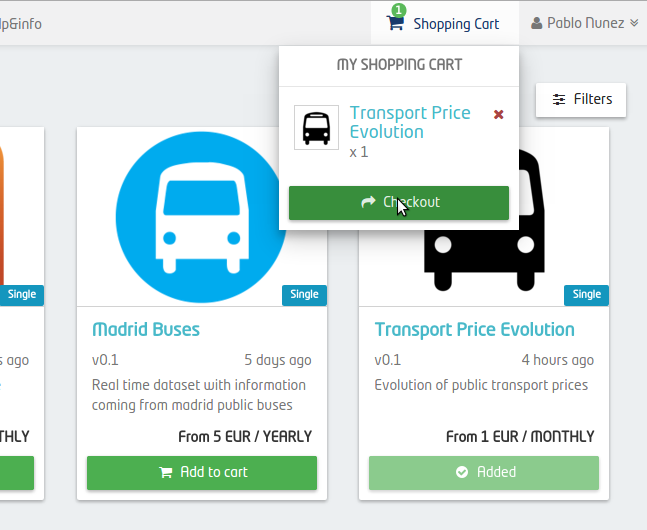 lp&info
1
Shopping Cart
Pablo Nunez
MY SHOPPING CART
Transport Price
Evolution
x 1
Checkout
Filters
Single
Single
Single
Madrid Buses
v0.1
5 days ago
Real time dataset with information
coming from madrid public buses
From 5 EUR / YEARLY
Add to cart
Transport Price Evolution
v0.1
4 hours ago
Evolution of public transport prices
From 1 EUR / MONTHLY
Added
s ago
THLY